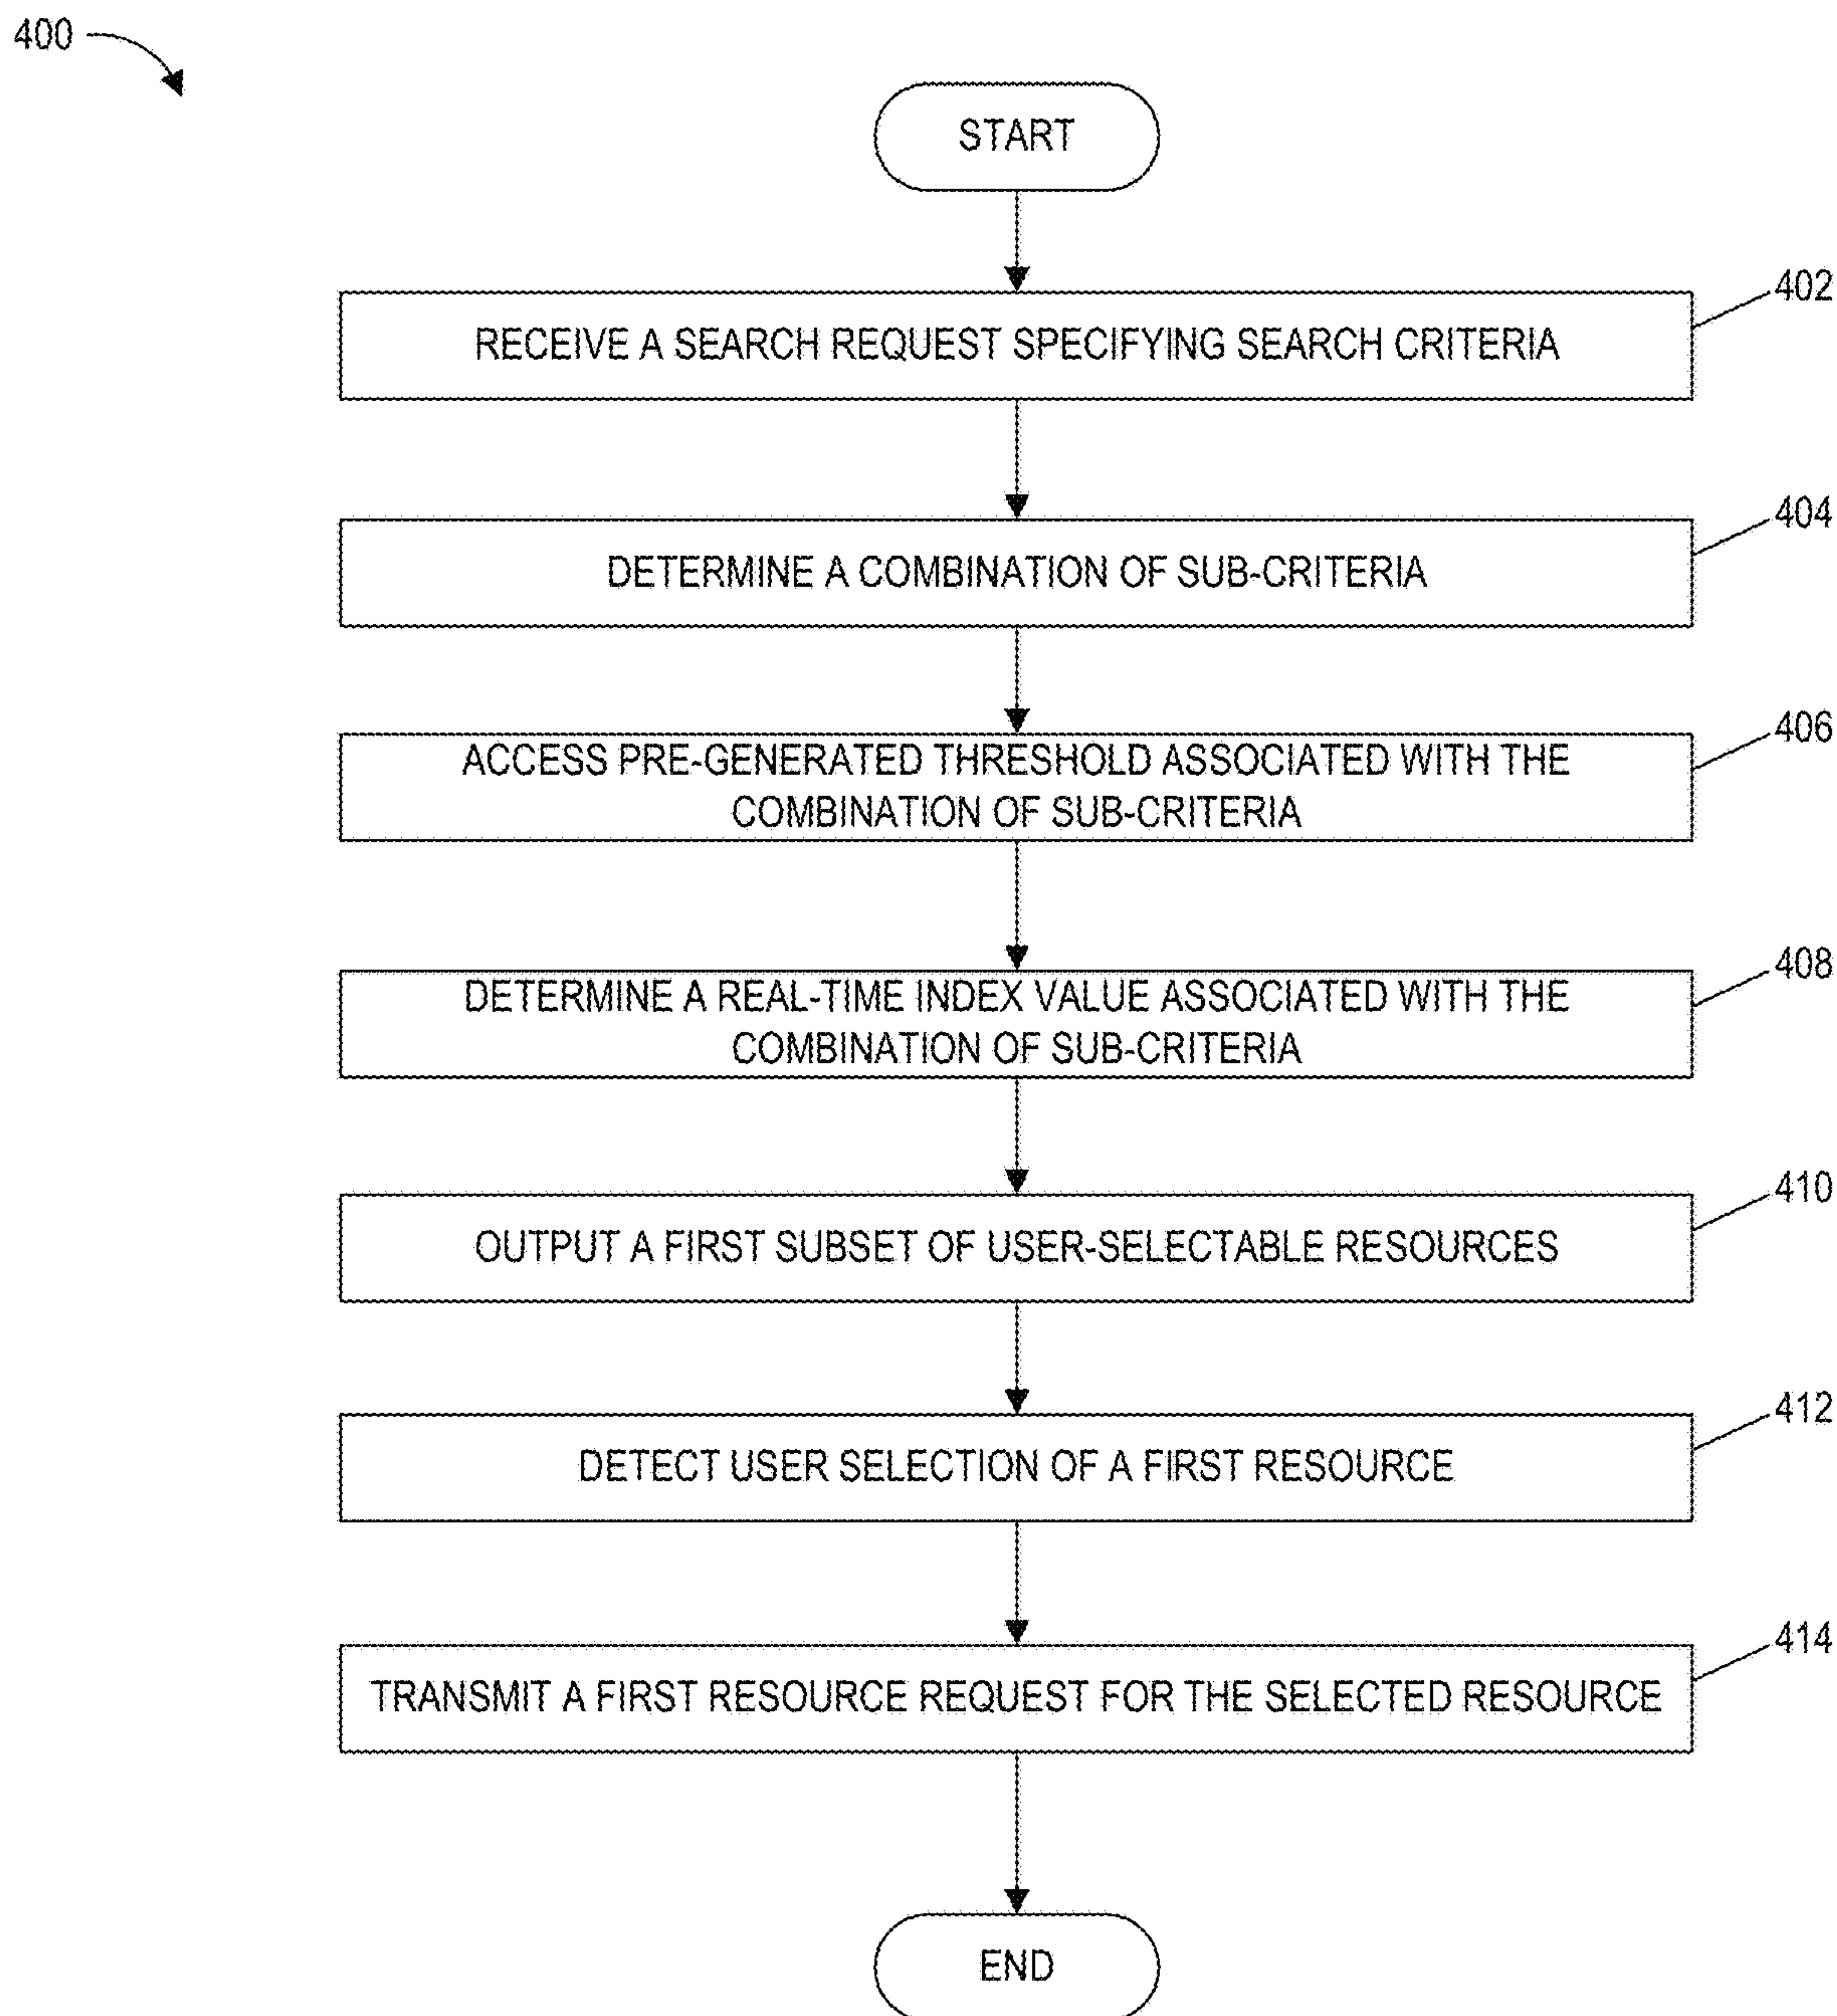 400
START
402
RECEIVE A SEARCH REQUEST SPECIFYING SEARCH CRITERIA
404
DETERMINE A COMBINATION OF SUB-CRITERIA
406
ACCESS PRE-GENERATED THRESHOLD ASSOCIATED WITH THE
COMBINATION OF SUB-CRITERIA
408
DETERMINE A REAL-TIME INDEX VALUE ASSOCIATED WITH THE
COMBINATION OF SUB-CRITERIA
410
OUTPUT A FIRST SUBSET OF USER-SELECTABLE RESOURCES
412
DETECT USER SELECTION OF A FIRST RESOURCE
414
TRANSMIT A FIRST RESOURCE REQUEST FOR THE SELECTED RESOURCE
END